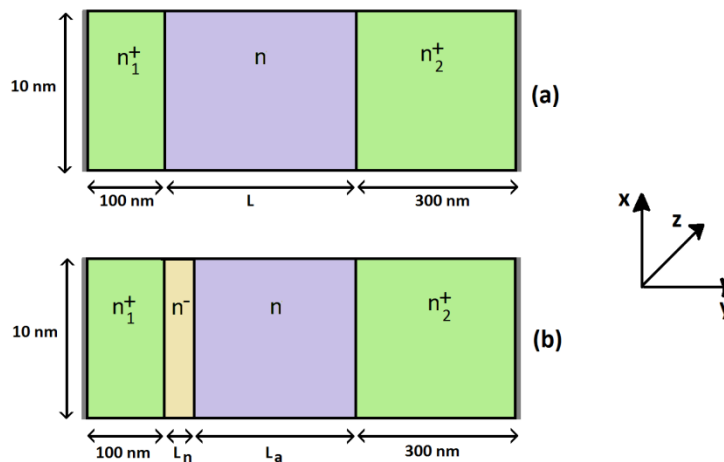 n₁⁺ n n₂⁺
10 nm
(a)
100 nm L 300 nm
x
z
y
n₁⁺ n⁻ n n₂⁺
10 nm
(b)
100 nm Lₙ Lₐ 300 nm